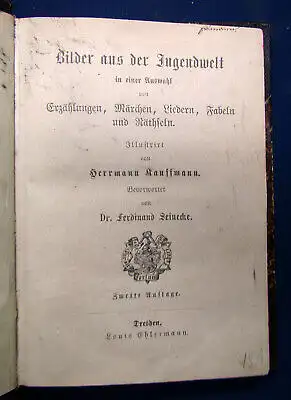 Bilder aus der Jugendwelt
in einer Auswahl
von
Erzählungen, Märchen, Liedern, Fabeln
und Räthseln.
Illustrirt
von
Herrmann Kauffmann.
Bevorwortet
von
Dr. Ferdinand Seinecke.
Zweite Auflage.
Dresden.
Louis Ehlermann.